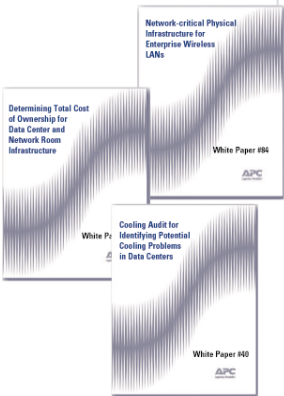 Network-critical Physical
Infrastructure for
Enterprise Wireless
LANs
White Paper #84
APC
Determining Total Cost
of Ownership for
Data Center and
Network Room
Infrastructure
White
Cooling Audit for
Identifying Potential
Cooling Problems
in Data Centers
White Paper #40
APC